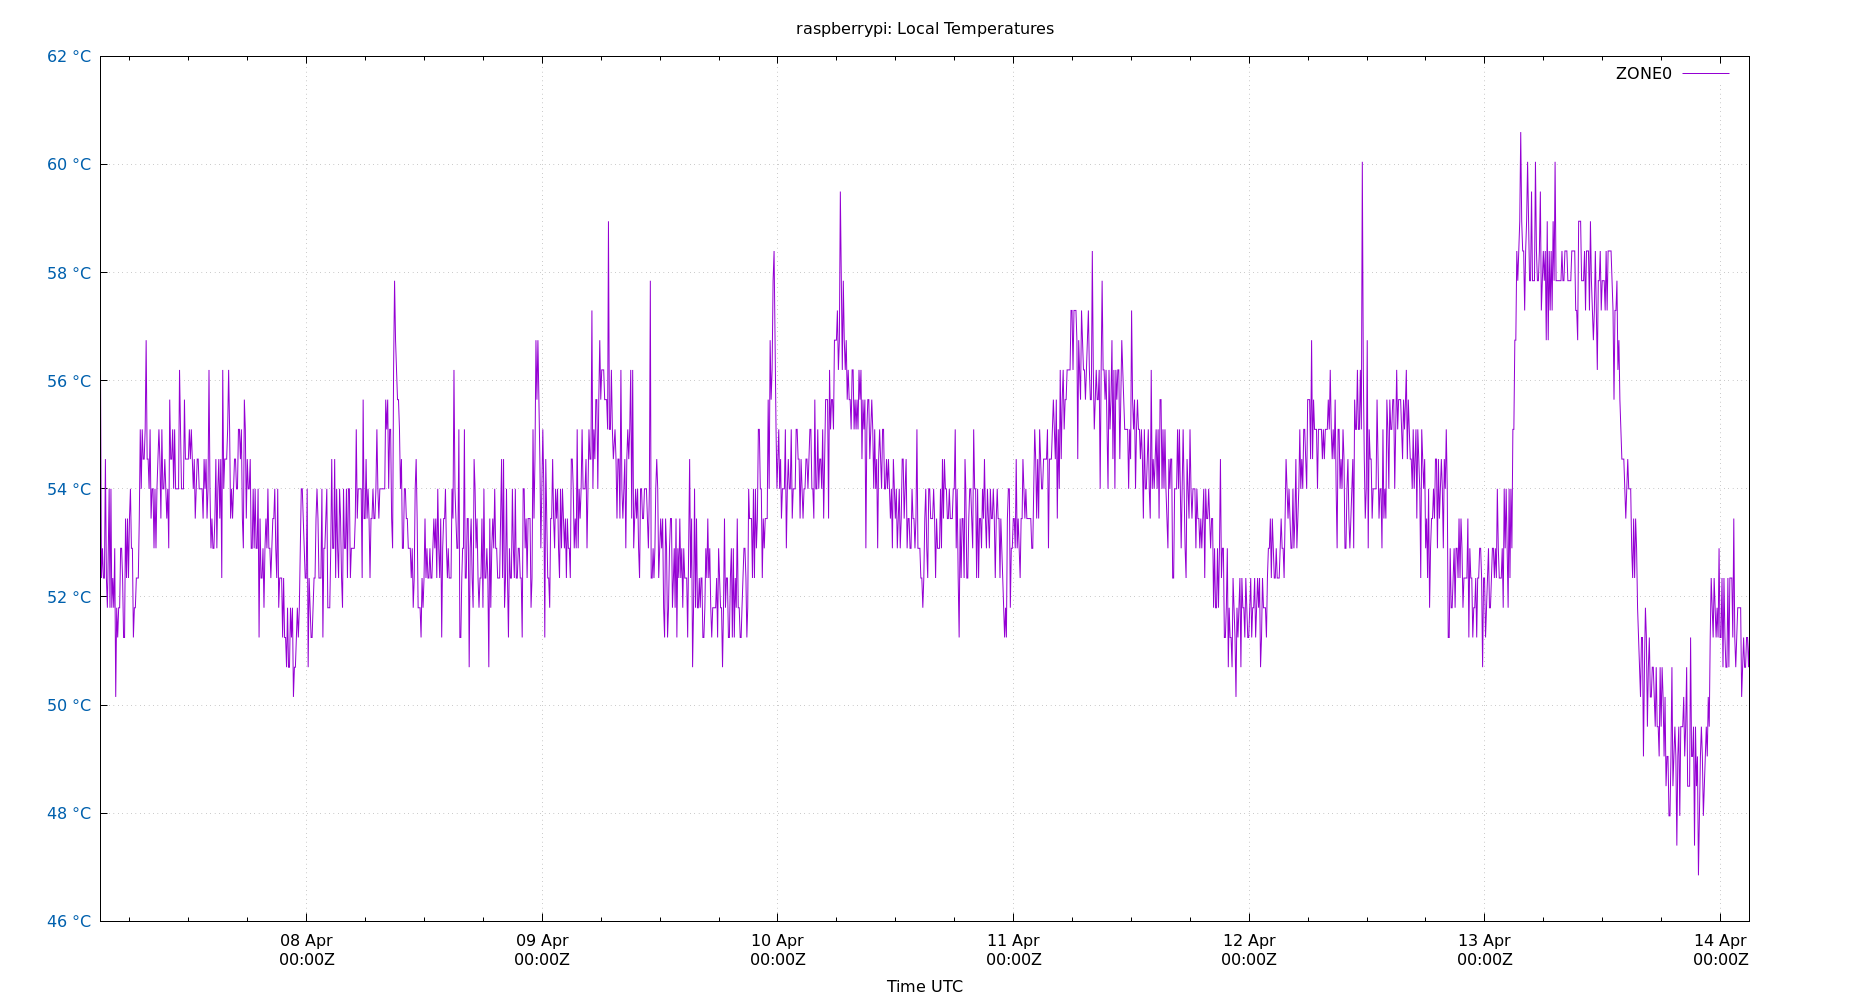 raspberrypi: Local Temperatures
62 °C
ZONE0
60 °C
58 °C
56 °C
54 °C
52 °C
50 °C
48 °C
46 °C
08 Apr 09 Apr 10 Apr 11 Apr 12 Apr 13 Apr 14 Apr
00:00Z 00:00Z 00:00Z 00:00Z 00:00Z 00:00Z 00:00Z
Time UTC